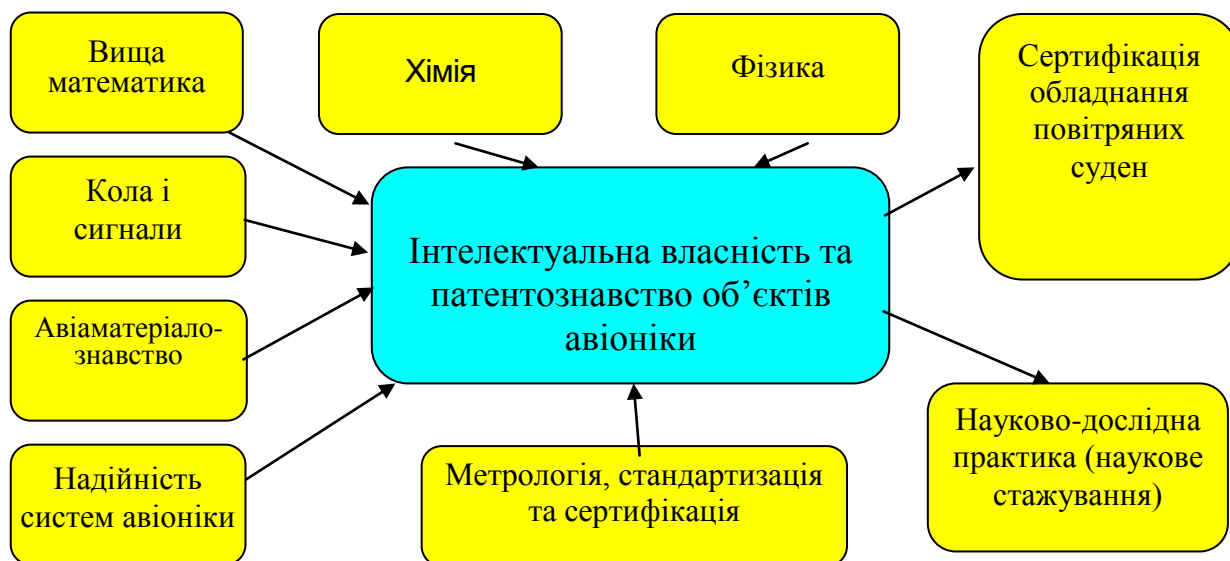 Вища
математика
Хімія
Фізика
Сертифікація
обладнання
повітряних
суден
Кола і
сигнали
Інтелектуальна власність та
патентознавство об’єктів
авіоніки
Авіаматеріало-
знавство
Надійність
систем авіоніки
Метрологія, стандартизація
та сертифікація
Науково-дослідна
практика (наукове
стажування)